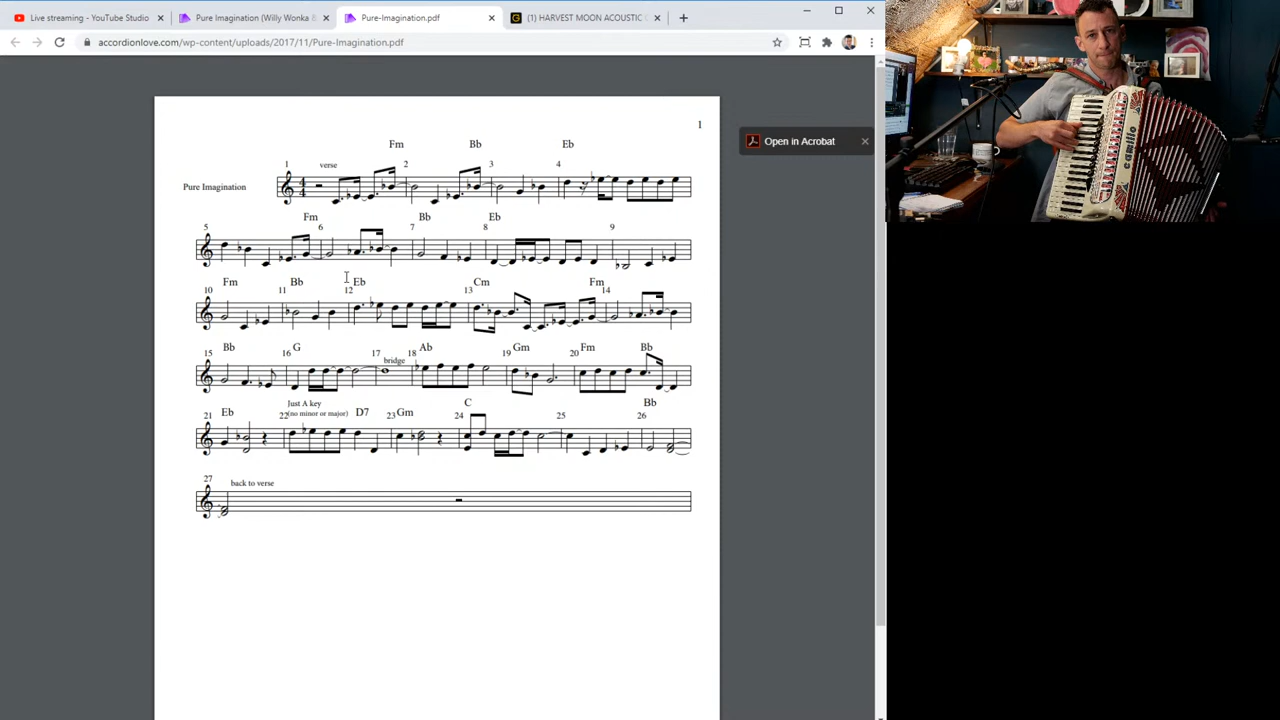 Live streaming - YouTube Studio
Pure Imagination (Willy Wonka &
Pure-Imagination.pdf
(1) HARVEST MOON ACOUSTIC
accordionlove.com/wp-content/uploads/2017/11/Pure-Imagination.pdf
1
Open in Acrobat
Fm Bb Eb
1 verse 2 3 4
Pure Imagination
Fm Bb Eb
5 6 7 8 9
Fm Bb Eb Cm Fm
10 11 12 13 14
Bb G Ab Gm Fm Bb
15 16 17 bridge 18 19 20
Just A key
Eb (no minor or major) D7 Gm C Bb
21 22 23 24 25 26
27 back to verse
camillo